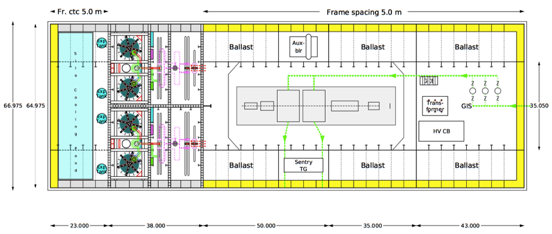 Fr. ctc 5.0 m
Frame spacing 5.0 m
Ballast
Aux-
blr
Ballast
Ballast
66.975
64.975
Trans-
former
GIS
35.050
HV CB
Ballast
Sentry
TG
Ballast
Ballast
23.000
38.000
50.000
35.000
43.000